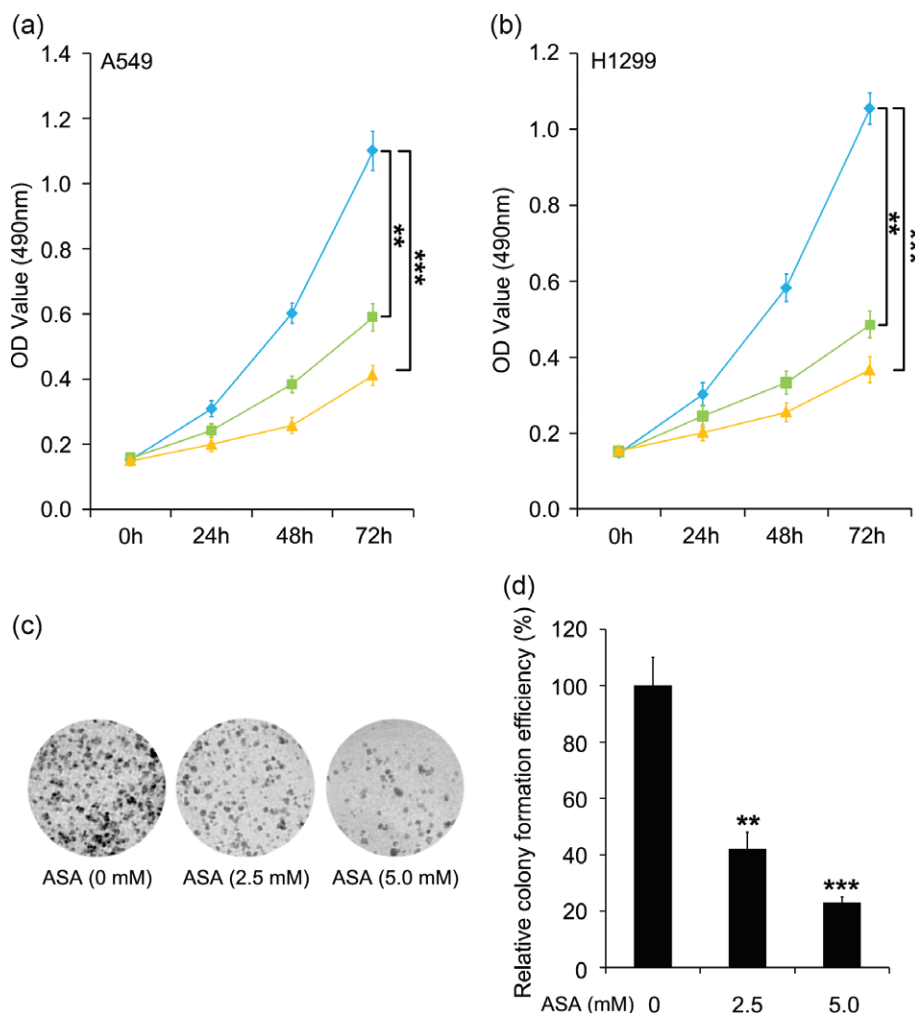 (a)
A549
OD Value (490nm)
1.4
1.2
1.0
0.8
0.6
0.4
0.2
0.0
0h 24h 48h 72h
**
***
(b)
H1299
OD Value (490nm)
1.2
1.0
0.8
0.6
0.4
0.2
0.0
0h 24h 48h 72h
**
***
(c)
ASA (0 mM) ASA (2.5 mM) ASA (5.0 mM)
(d)
Relative colony formation efficiency (%)
120
100
80
60
40
20
0
**
***
ASA (mM) 0 2.5 5.0